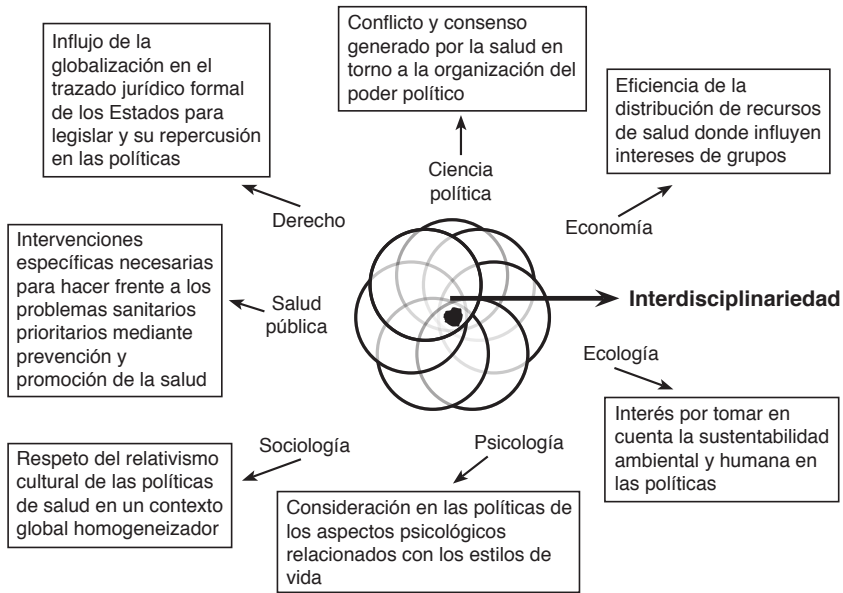 Influjo de la
globalización en el
trazado jurídico formal
de los Estados para
legislar y su repercusión
en las políticas
Conflicto y consenso
generado por la salud en
torno a la organización del
poder político
Eficiencia de la
distribución de recursos
de salud donde influyen
intereses de grupos
Ciencia
política
Derecho
Economía
Intervenciones
específicas necesarias
para hacer frente a los
problemas sanitarios
prioritarios mediante
prevención y
promoción de la salud
Salud
pública
Interdisciplinariedad
Ecología
Interés por tomar en
cuenta la sustentabilidad
ambiental y humana en
las políticas
Sociología
Psicología
Respeto del relativismo
cultural de las políticas
de salud en un contexto
global homogeneizador
Consideración en las políticas de
los aspectos psicológicos
relacionados con los estilos de
vida